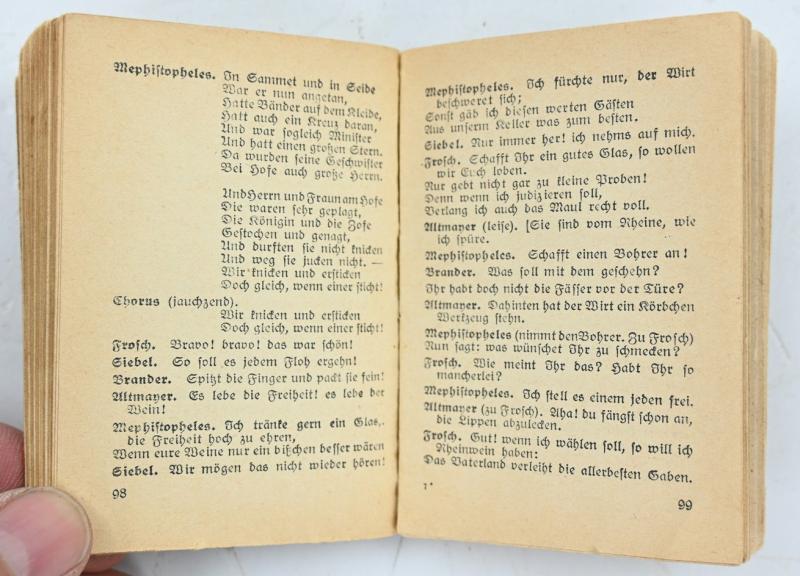 Mephistopheles. In Sammet und in Seide
War er nun angetan,
Hatte Bänder auf dem Kleide,
Hatt auch ein Kreuz daran,
Und war sogleich Minister
Und hatt einen großen Stern.
Da wurden seine Geschwister
Bei Hofe auch große Herrn.
Und Herrn und Fraun am Hofe
Die waren sehr geplagt,
Die Königin und die Zofe
Gestochen und genagt,
Und durften sie nicht knicken
Und weg sie jucken nicht. —
Wir knicken und ersticken
Doch gleich, wenn einer sticht!
Chorus (jauchzend).
Wir knicken und ersticken
Doch gleich, wenn einer sticht!
Frosch. Bravo! bravo! das war schön!
Siebel. So soll es jedem Floh ergehn!
Brander. Spitzt die Finger und packt sie fein!
Altmayer. Es lebe die Freiheit! es lebe der
Wein!
Mephistopheles. Ich tränke gern ein Glas,
die Freiheit hoch zu ehren,
Wenn eure Weine nur ein bißchen besser wären
Siebel. Wir mögen das nicht wieder hören!
98
Mephistopheles. Ich fürchte nur, der Wirt
beschweret sich;
Sonst gäb ich diesen werten Gästen
Aus unserm Keller was zum besten.
Siebel. Nur immer her! ich nehms auf mich.
Frosch. Schafft Ihr ein gutes Glas, so wollen
wir Euch loben.
Nur gebt nicht gar zu kleine Proben!
Denn wenn ich judizieren soll,
Verlang ich auch das Maul recht voll.
Altmayer (leise). [Sie sind vom Rheine, wie
ich spüre.
Mephistopheles. Schafft einen Bohrer an!
Brander. Was soll mit dem geschehn?
Ihr habt doch nicht die Fässer vor der Türe?
Altmayer. Dahinten hat der Wirt ein Körbchen
Werkzeug stehn.
Mephistopheles (nimmt den Bohrer. Zu Frosch)
Nun sagt: was wünschet Ihr zu schmecken?
Frosch. Wie meint Ihr das? Habt Ihr so
mancherlei?
Mephistopheles. Ich stell es einem jeden frei.
Altmayer (zu Frosch). Aha! du fängst schon an,
die Lippen abzulecken.
Frosch. Gut! wenn ich wählen soll, so will ich
Rheinwein haben:
Das Vaterland verleiht die allerbesten Gaben.
7*
99